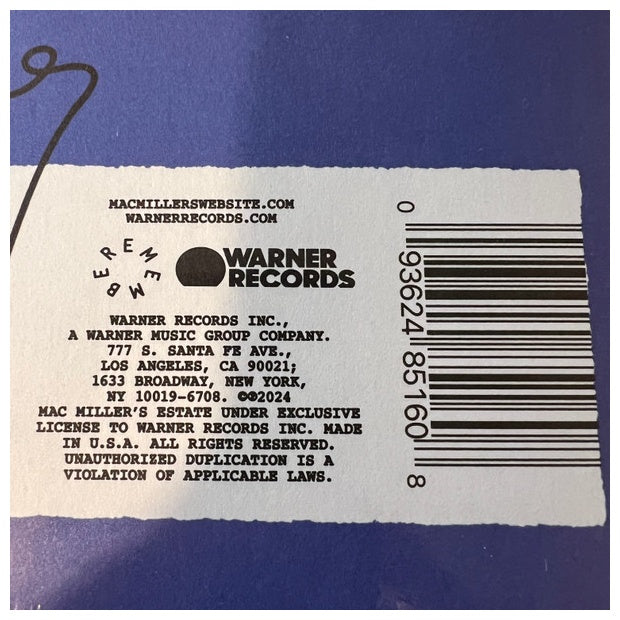 MACMILLERSWEBSITE.COM
WARNERRECORDS.COM
REMEMBER
WARNER
RECORDS
WARNER RECORDS INC.,
A WARNER MUSIC GROUP COMPANY.
777 S. SANTA FE AVE.,
LOS ANGELES, CA 90021;
1633 BROADWAY, NEW YORK,
NY 10019-6708. ©℗2024
MAC MILLER'S ESTATE UNDER EXCLUSIVE
LICENSE TO WARNER RECORDS INC. MADE
IN U.S.A. ALL RIGHTS RESERVED.
UNAUTHORIZED DUPLICATION IS A
VIOLATION OF APPLICABLE LAWS.
0 93624 85160 8